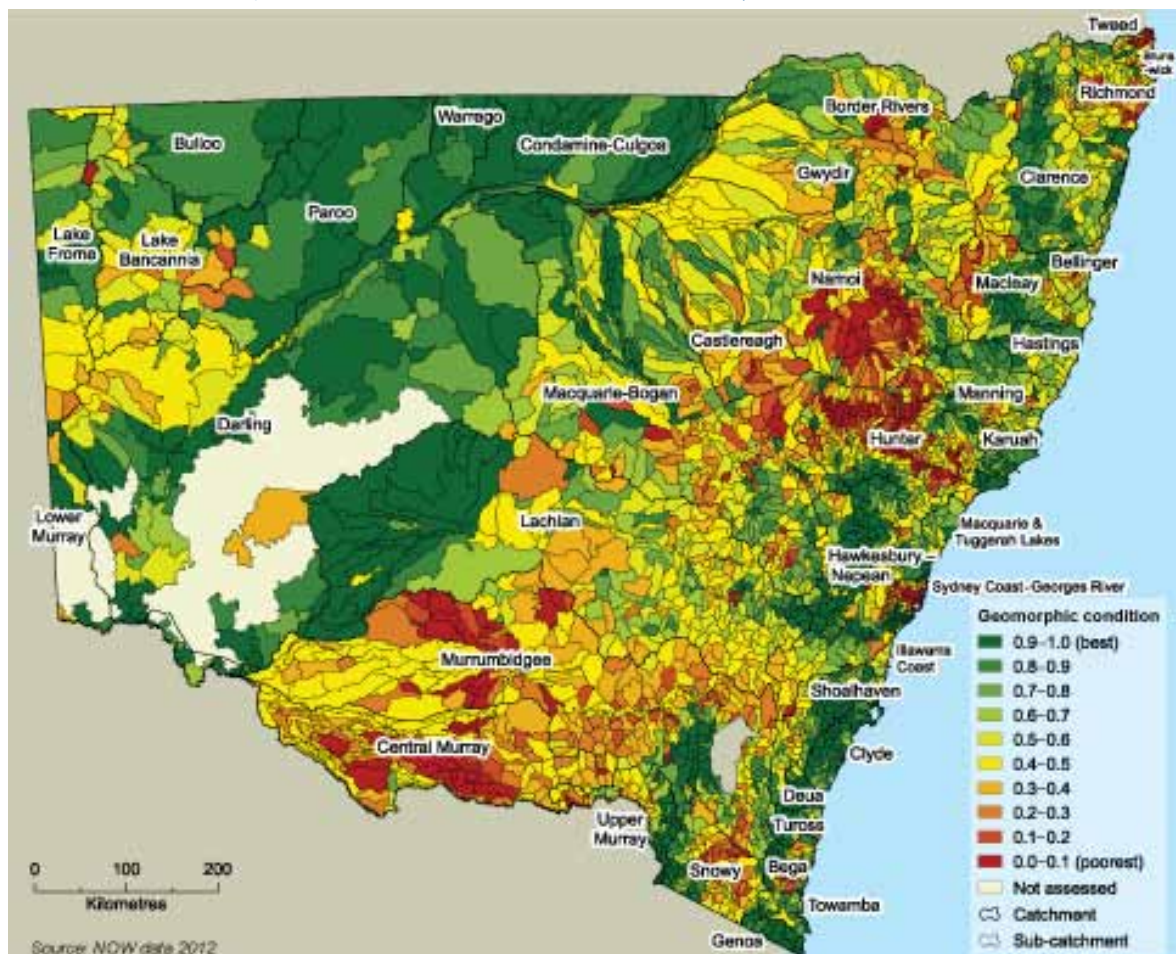 Tweed
Bruns
-wick
Richmond
Border Rivers
Warrego
Bulloo
Condamine-Culgoa
Gwydir
Clarence
Paroo
Lake
Frome
Lake
Bancannia
Bellinger
Namoi
Macleay
Castlereagh
Hastings
Macquarie-Bogan
Manning
Darling
Hunter
Karuah
Lower
Murray
Lachlan
Macquarie &
Tuggerah Lakes
Hawkesbury –
Nepean
Sydney Coast-Georges River
Illawarra
Coast
Murrumbidgee
Shoalhaven
Central Murray
Clyde
Deua
Tuross
Upper
Murray
Snowy
Bega
Towamba
Genoa
Geomorphic condition
0.9–1.0 (best)
0.8–0.9
0.7–0.8
0.6–0.7
0.5–0.6
0.4–0.5
0.3–0.4
0.2–0.3
0.1–0.2
0.0–0.1 (poorest)
Not assessed
Catchment
Sub-catchment
0 100 200
Kilometres
Source: NOW data 2012